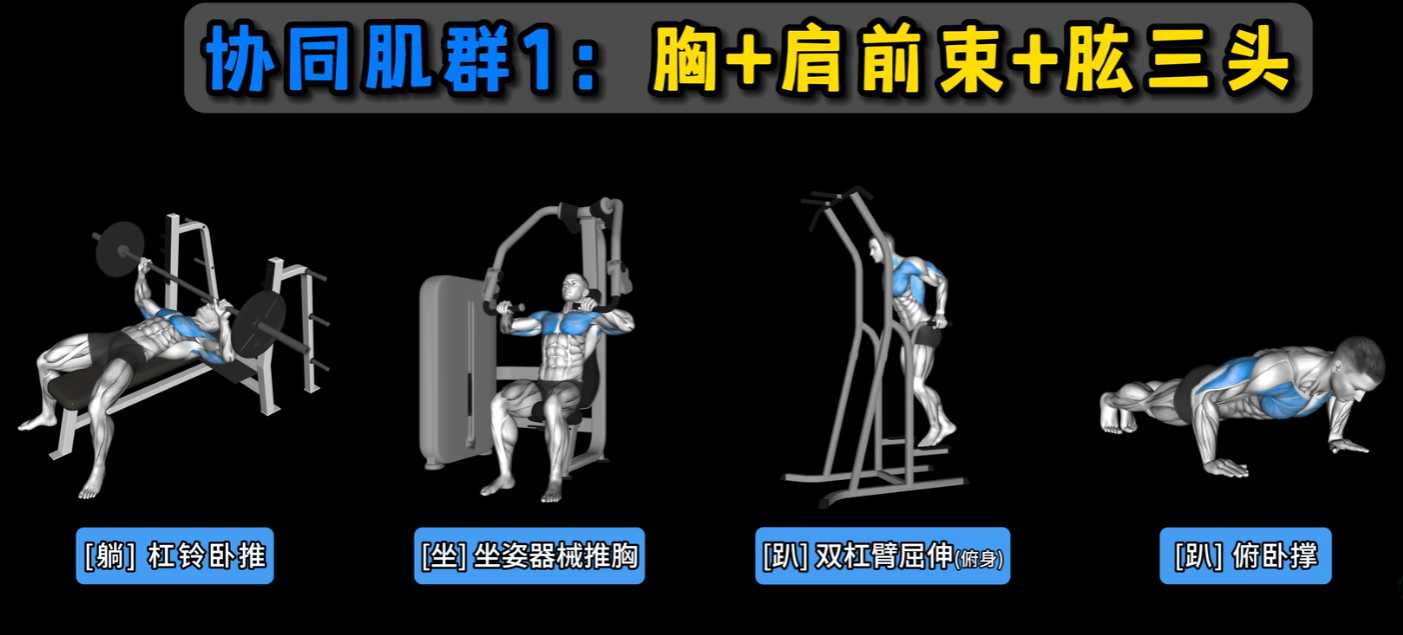 协同肌群1：胸+肩前束+肱三头
[躺] 杠铃卧推
[坐] 坐姿器械推胸
[趴] 双杠臂屈伸(俯身)
[趴] 俯卧撑